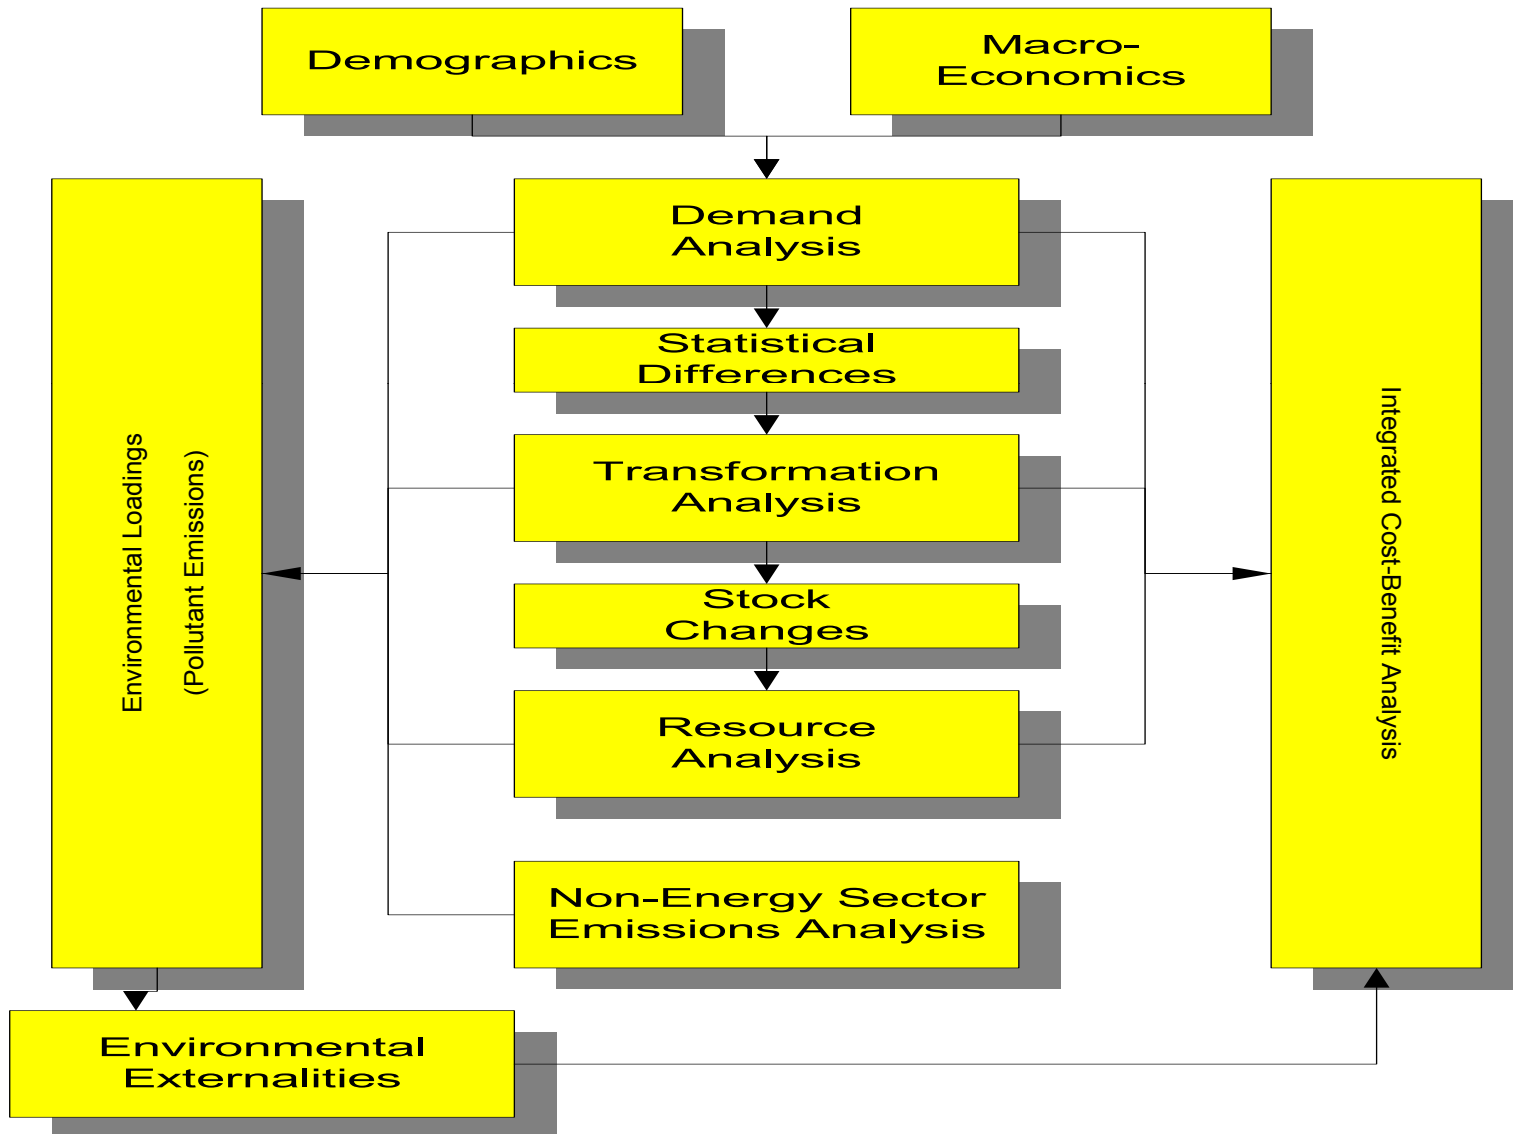 Demographics
Macro-
Economics
Demand
Analysis
Statistical
Differences
Transformation
Analysis
Stock
Changes
Resource
Analysis
Non-Energy Sector
Emissions Analysis
Environmental Loadings
(Pollutant Emissions)
Integrated Cost-Benefit Analysis
Environmental
Externalities